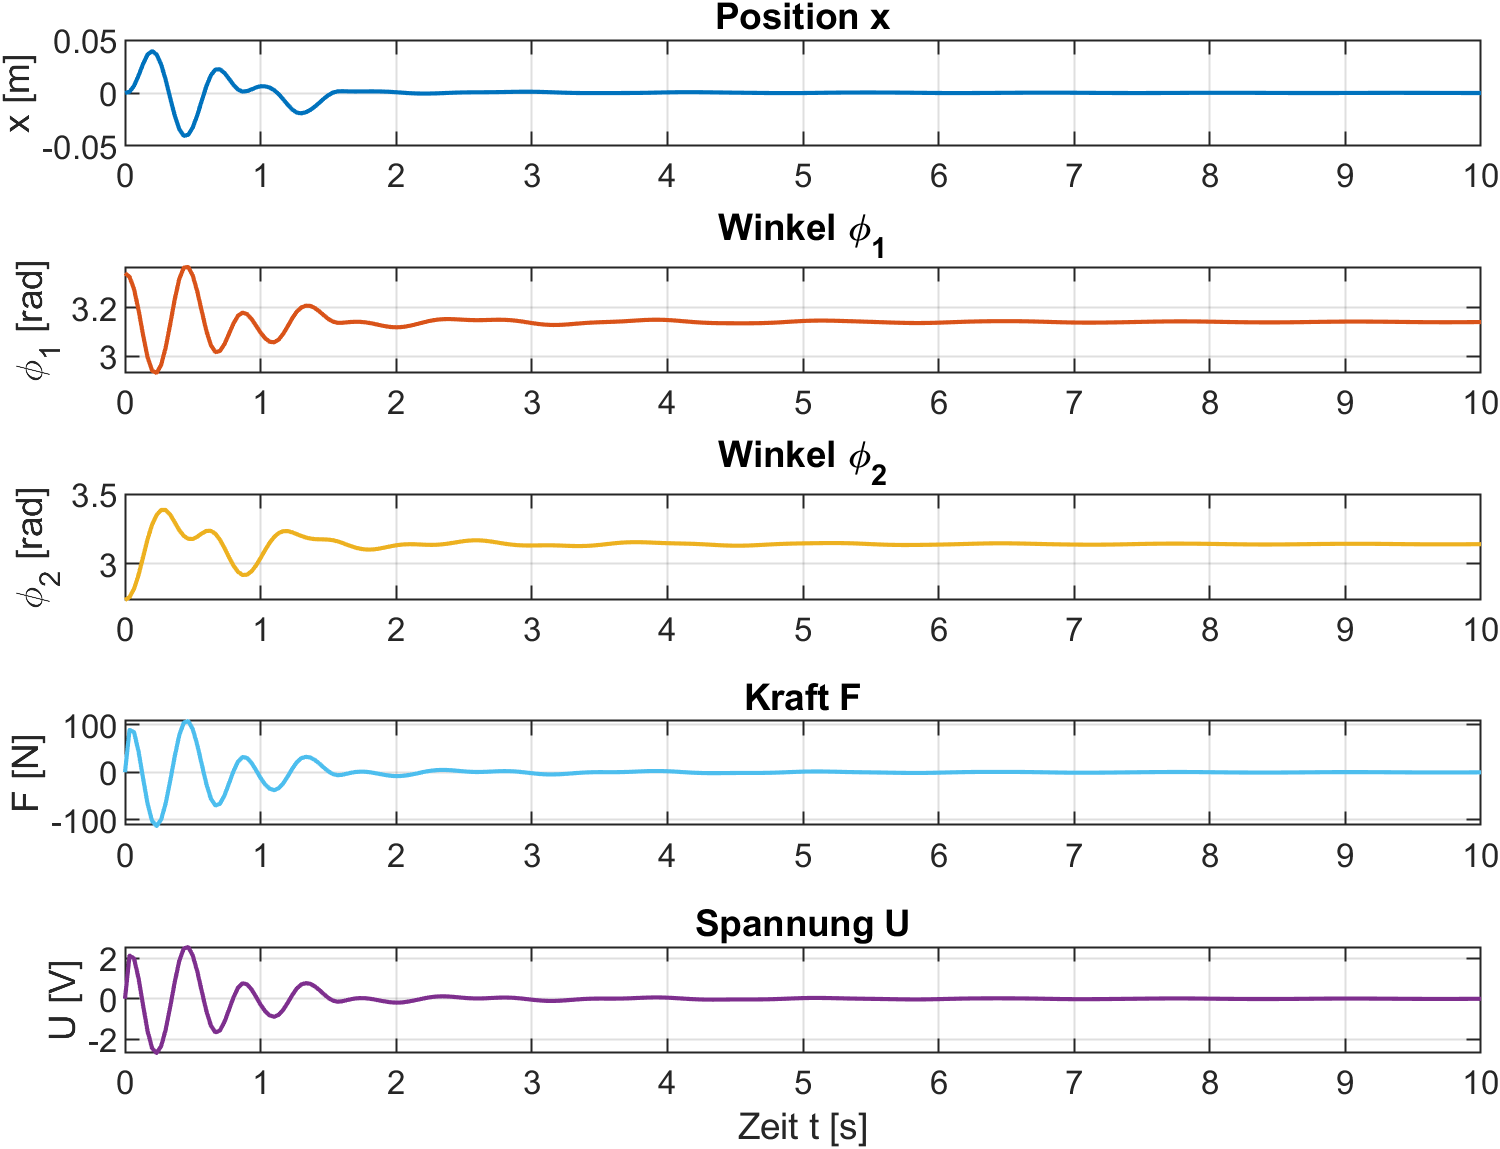 Position x
x [m]
0.05
0
-0.05
0 1 2 3 4 5 6 7 8 9 10
Winkel ϕ₁
ϕ₁ [rad]
3.2
3
0 1 2 3 4 5 6 7 8 9 10
Winkel ϕ₂
ϕ₂ [rad]
3.5
3
0 1 2 3 4 5 6 7 8 9 10
Kraft F
F [N]
100
0
-100
0 1 2 3 4 5 6 7 8 9 10
Spannung U
U [V]
2
0
-2
0 1 2 3 4 5 6 7 8 9 10
Zeit t [s]